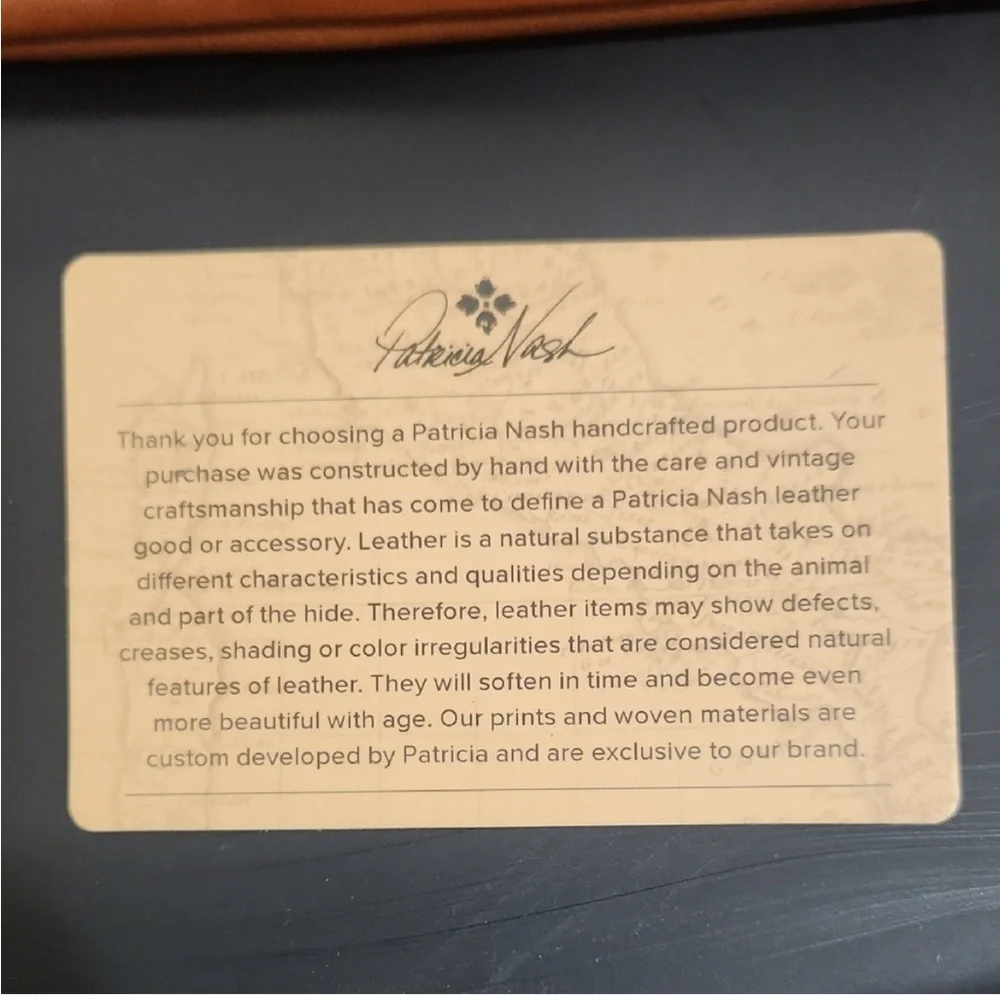 Patricia Nash
Thank you for choosing a Patricia Nash handcrafted product. Your
purchase was constructed by hand with the care and vintage
craftsmanship that has come to define a Patricia Nash leather
good or accessory. Leather is a natural substance that takes on
different characteristics and qualities depending on the animal
and part of the hide. Therefore, leather items may show defects,
creases, shading or color irregularities that are considered natural
features of leather. They will soften in time and become even
more beautiful with age. Our prints and woven materials are
custom developed by Patricia and are exclusive to our brand.